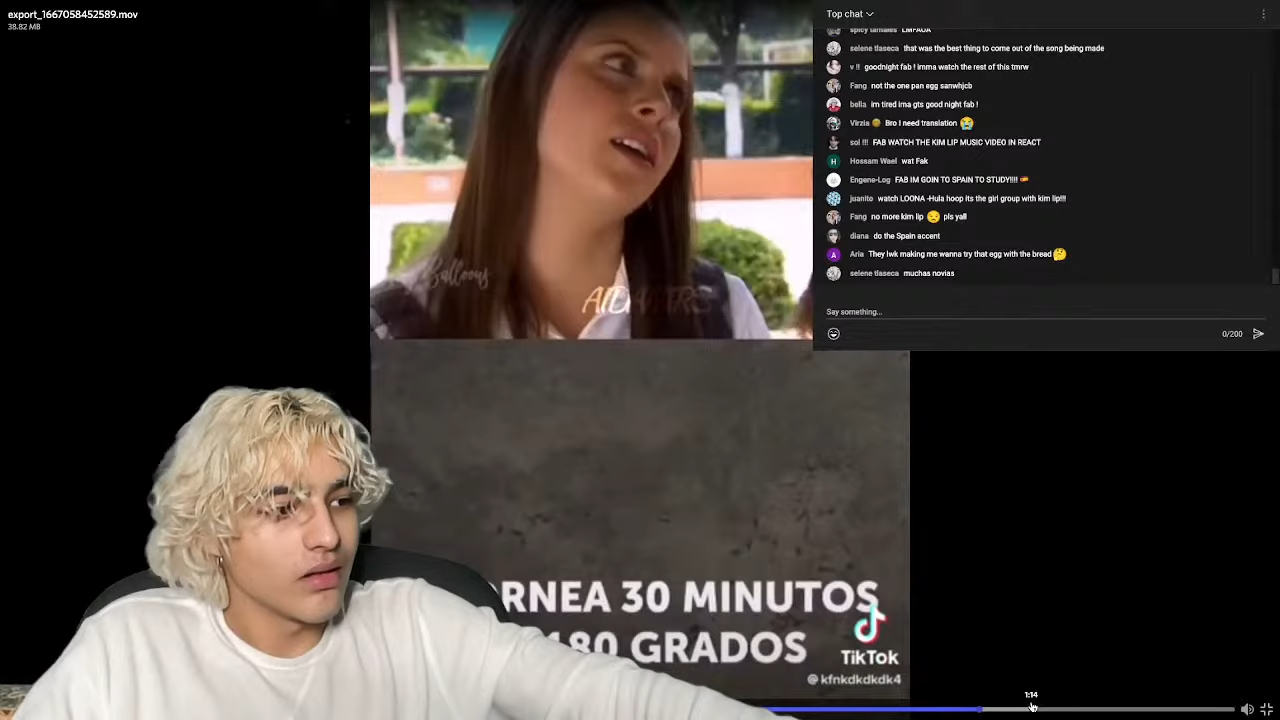 export_1667058452589.mov
38.82 MB
Top chat
spicy tamales LMFAOA
selene tlaseca that was the best thing to come out of the song being made
v !! goodnight fab ! imma watch the rest of this tmrw
Fang not the one pan egg sanwhjcb
bella im tired ima gts good night fab !
Virzia Bro I need translation 😭
sol !!! FAB WATCH THE KIM LIP MUSIC VIDEO IN REACT
H Hossam Wael wat Fak
Engene-Log FAB IM GOIN TO SPAIN TO STUDY!!!! 🇪🇸
juanito watch LOONA -Hula hoop its the girl group with kim lip!!!
Fang no more kim lip 😒 pls yall
diana do the Spain accent
A Aria They lwk making me wanna try that egg with the bread 🤔
selene tlaseca muchas novias
Say something...
0/200
Balloons
RNEA 30 MINUTOS
180 GRADOS
TikTok
@kfnkdkdkdk4
1:14